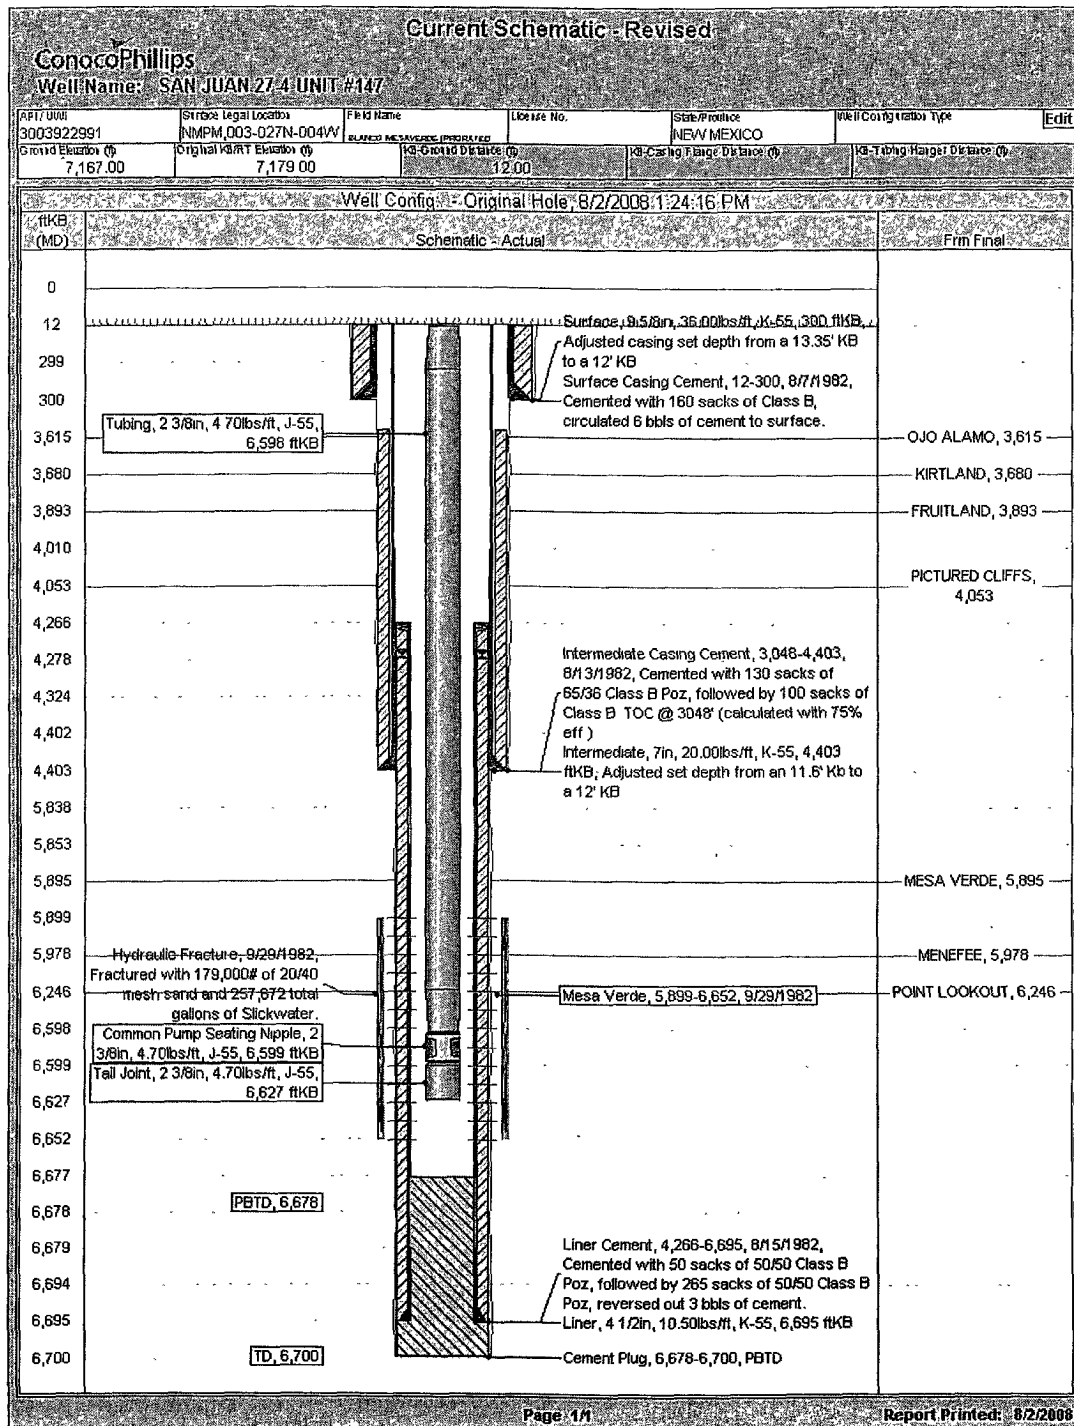 Current Schematic - Revised
ConocoPhillips
Well Name: SAN JUAN 27-4 UNIT #147
API / UWI
3003922991
Surface Legal Location
NMPM,003-027N-004W
Field Name
BLANCO MESAVERDE (PRORATED
License No.
State/Province
NEW MEXICO
Well Configuration Type
Edit
Ground Elevation (ft)
7,167.00
Original KB/RT Elevation (ft)
7,179 00
KB-Ground Distance (ft)
12.00
KB-Casing Flange Distance (ft)
KB-Tubing Hanger Distance (ft)
Well Config: - Original Hole, 8/2/2008 1:24:16 PM
ftKB
(MD)
Schematic - Actual
Frm Final
0
12
299
300
3,615
3,680
3,893
4,010
4,053
4,266
4,278
4,324
4,402
4,403
5,838
5,853
5,895
5,899
5,978
6,246
6,598
6,599
6,627
6,652
6,677
6,678
6,679
6,694
6,695
6,700
Surface, 9 5/8in, 36.00lbs/ft, K-55, 300 ftKB,
Adjusted casing set depth from a 13.35' KB
to a 12' KB
Surface Casing Cement, 12-300, 8/7/1982,
Cemented with 160 sacks of Class B,
circulated 6 bbls of cement to surface.
Tubing, 2 3/8in, 4 70lbs/ft, J-55,
6,598 ftKB
OJO ALAMO, 3,615
KIRTLAND, 3,680
FRUITLAND, 3,893
PICTURED CLIFFS,
4,053
Intermediate Casing Cement, 3,048-4,403,
8/13/1982, Cemented with 130 sacks of
65/36 Class B Poz, followed by 100 sacks of
Class B TOC @ 3048' (calculated with 75%
eff )
Intermediate, 7in, 20.00lbs/ft, K-55, 4,403
ftKB, Adjusted set depth from an 11.6' Kb to
a 12' KB
MESA VERDE, 5,895
MENEFEE, 5,978
POINT LOOKOUT, 6,246
Hydraulic Fracture, 9/29/1982,
Fractured with 179,000# of 20/40
mesh sand and 257,672 total
gallons of Slickwater.
Mesa Verde, 5,899-6,652, 9/29/1982
Common Pump Seating Nipple, 2
3/8in, 4.70lbs/ft, J-55, 6,599 ftKB
Tail Joint, 2 3/8in, 4.70lbs/ft, J-55,
6,627 ftKB
PBTD, 6,678
Liner Cement, 4,266-6,695, 8/15/1982,
Cemented with 50 sacks of 50/50 Class B
Poz, followed by 265 sacks of 50/50 Class B
Poz, reversed out 3 bbls of cement.
Liner, 4 1/2in, 10.50lbs/ft, K-55, 6,695 ftKB
TD, 6,700
Cement Plug, 6,678-6,700, PBTD
Page 1/1
Report Printed: 8/2/2008